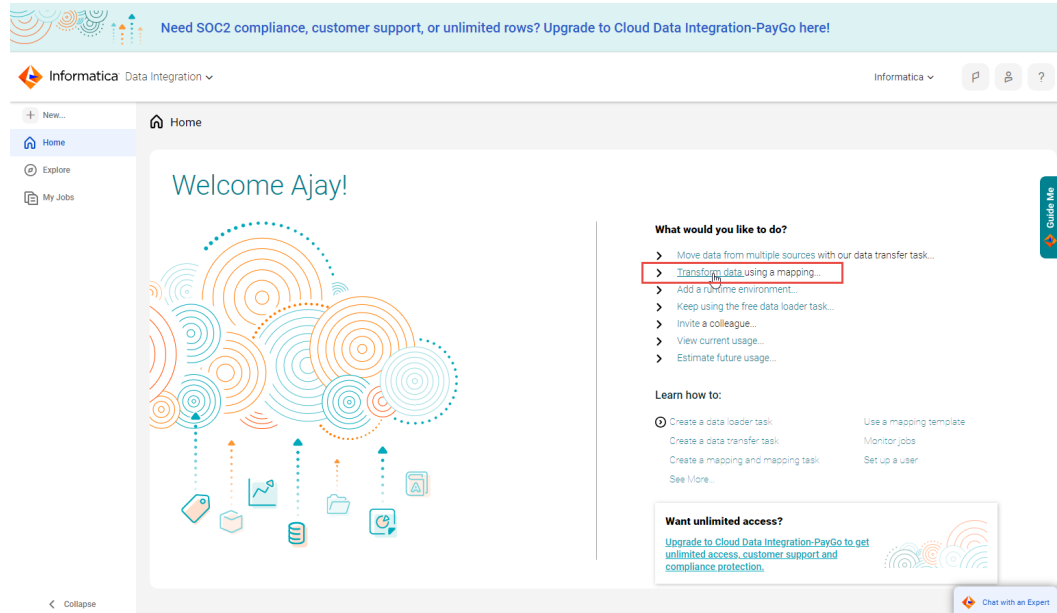 Need SOC2 compliance, customer support, or unlimited rows? Upgrade to Cloud Data Integration-PayGo here!
Informatica Data Integration
Informatica
?
New...
Home
Home
Explore
My Jobs
Welcome Ajay!
Guide Me
What would you like to do?
Move data from multiple sources with our data transfer task...
Transform data using a mapping...
Add a runtime environment...
Keep using the free data loader task...
Invite a colleague...
View current usage...
Estimate future usage...
Learn how to:
Create a data loader task
Use a mapping template
Create a data transfer task
Monitor jobs
Create a mapping and mapping task
Set up a user
See More...
A
Want unlimited access?
Upgrade to Cloud Data Integration-PayGo to get
unlimited access, customer support and
compliance protection.
Collapse
Chat with an Expert